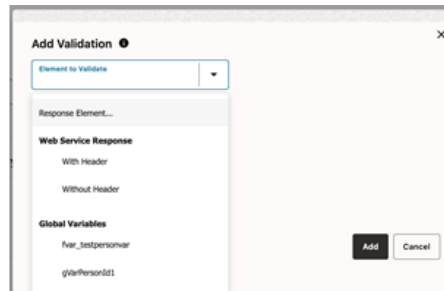 Add Validation
Element to Validate
Response Element...
Web Service Response
With Header
Without Header
Global Variables
fvar_testpersonvar
gVarPersonId1
Add
Cancel